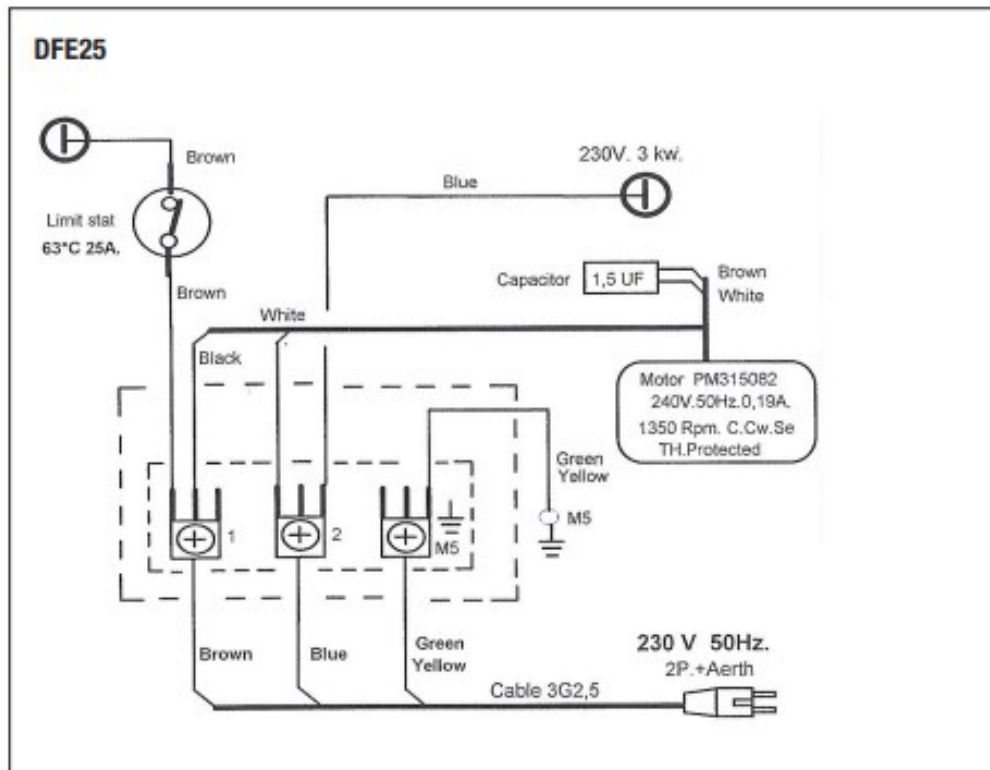 DFE25
Brown
230V. 3 kw.
Blue
Limit stat
63°C 25A.
Brown
Capacitor
1,5 UF
Brown
White
White
Black
Motor PM315082
240V.50Hz.0,19A.
1350 Rpm. C.Cw.Se
TH.Protected
Green
Yellow
M5
1
2
M5
Brown
Blue
Green
Yellow
230 V 50Hz.
2P.+Aerth
Cable 3G2,5